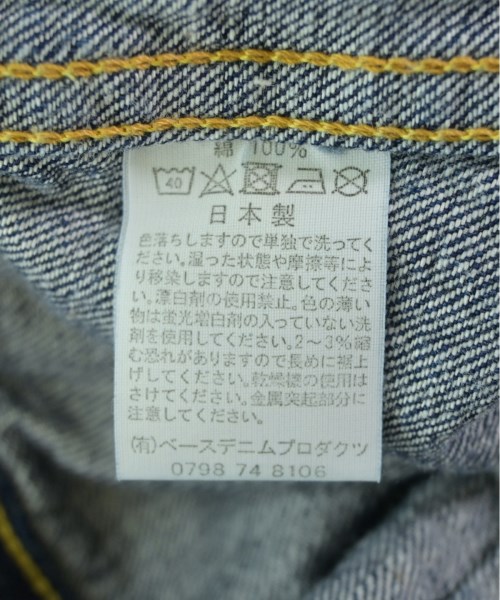 綿 100%
40
日本製
色落ちしますので単独で洗ってく
ださい。湿った状態や摩擦等によ
り移染しますので注意してくださ
い。漂白剤の使用禁止。色の薄い
物は蛍光増白剤の入っていない洗
剤を使用してください。2〜3%縮
む恐れがありますので長めに裾上
げしてください。乾燥機の使用は
さけてください。金属突起部分に
注意してください。
(有)ベースデニムプロダクツ
0798 74 8106